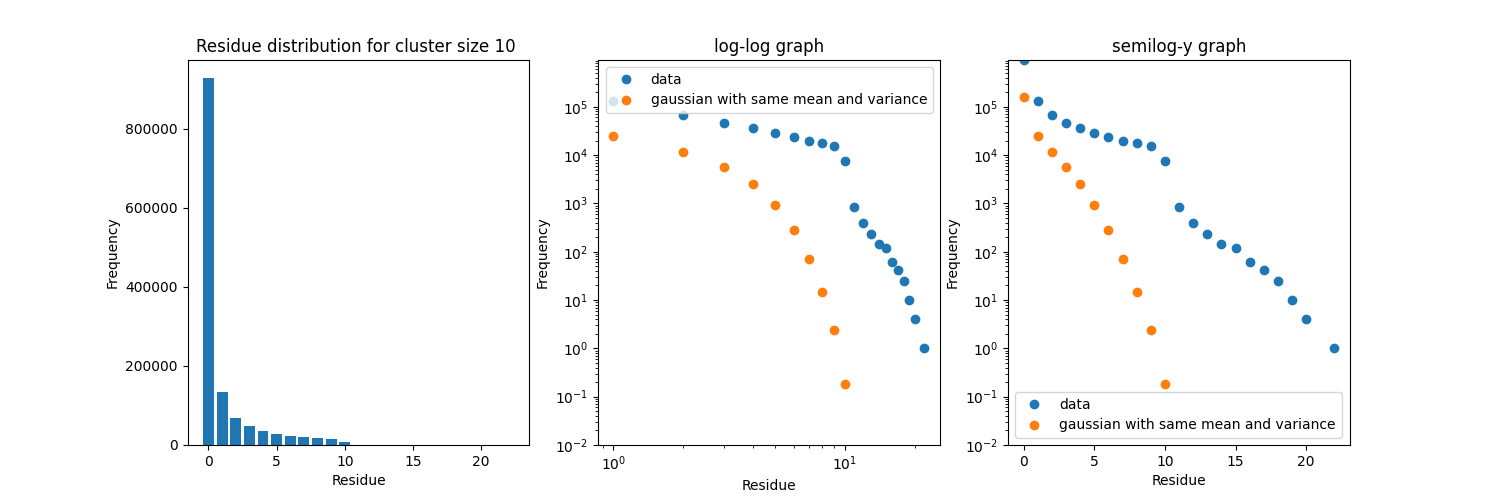 Residue distribution for cluster size 10
Frequency
800000
600000
400000
200000
0
0 5 10 15 20
Residue
log-log graph
data
gaussian with same mean and variance
Frequency
10^5
10^4
10^3
10^2
10^1
10^0
10^-1
10^-2
10^0 10^1
Residue
semilog-y graph
Frequency
10^5
10^4
10^3
10^2
10^1
10^0
10^-1
10^-2
data
gaussian with same mean and variance
0 5 10 15 20
Residue